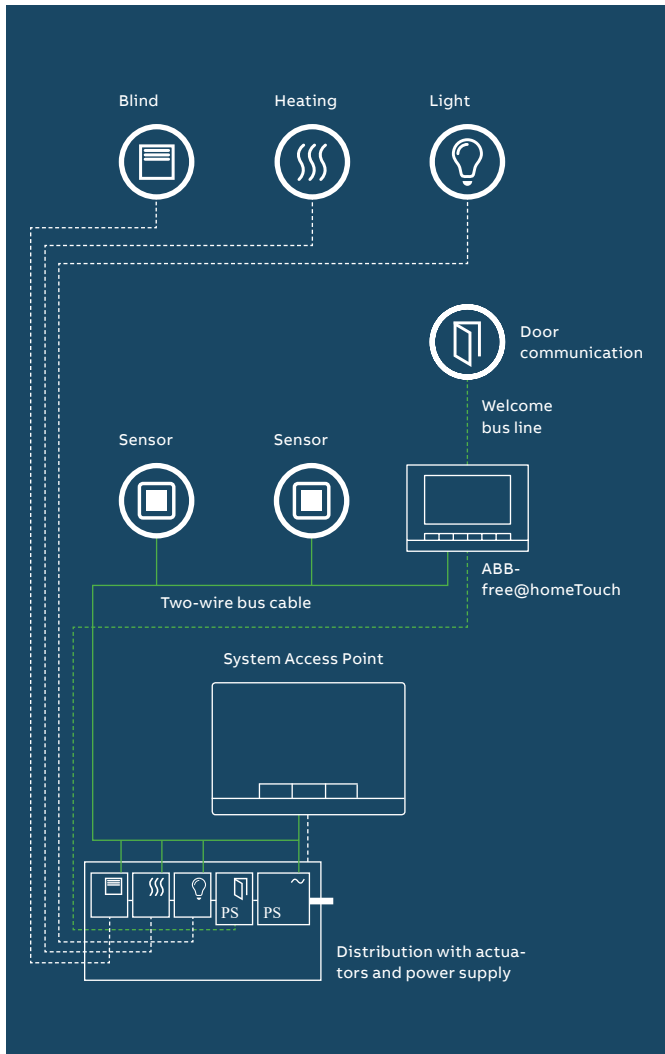 Blind
Heating
Light
Door
communication
Welcome
bus line
Sensor
Sensor
ABB-
free@homeTouch
Two-wire bus cable
System Access Point
PS
PS
Distribution with actua-
tors and power supply